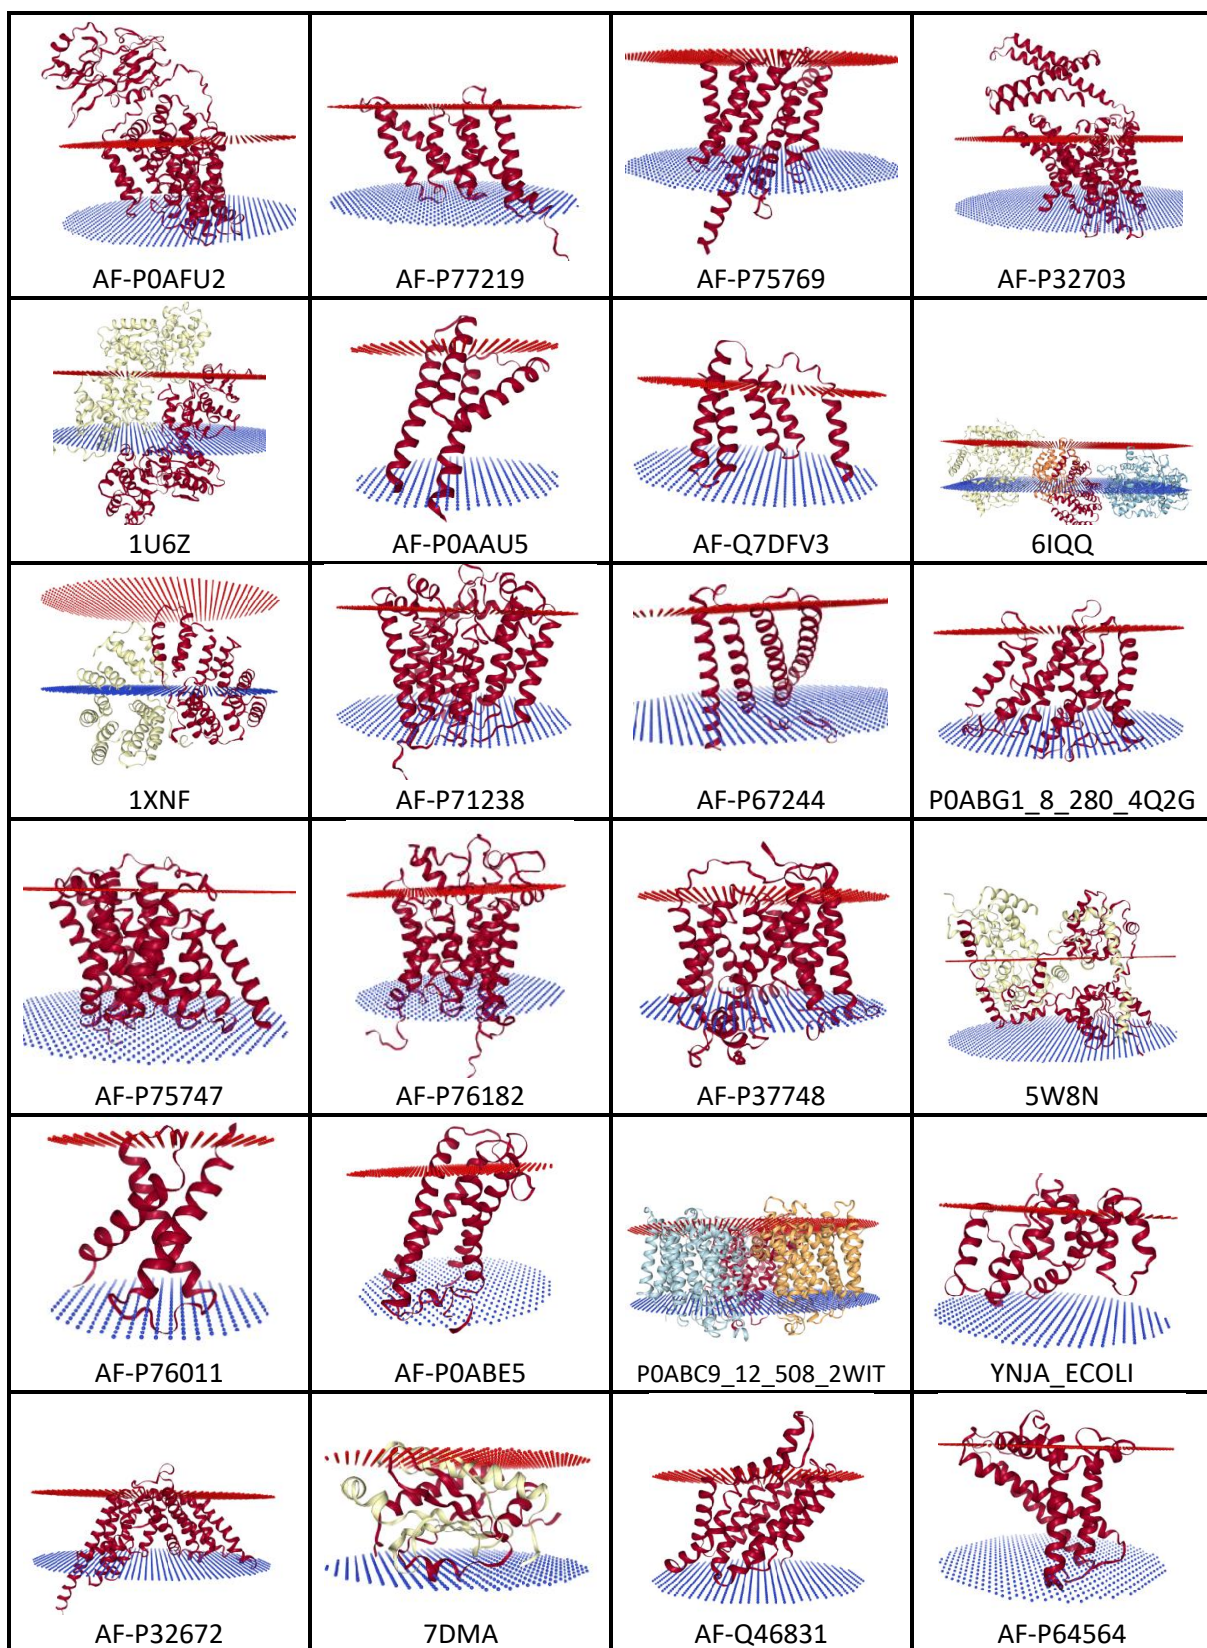 AF-P0AFU2
AF-P77219
AF-P75769
AF-P32703
1U6Z
AF-P0AAU5
AF-Q7DFV3
6IQQ
1XNF
AF-P71238
AF-P67244
P0ABG1_8_280_4Q2G
AF-P75747
AF-P76182
AF-P37748
5W8N
AF-P76011
AF-P0ABE5
P0ABC9_12_508_2WIT
YNJA_ECOLI
AF-P32672
7DMA
AF-Q46831
AF-P64564